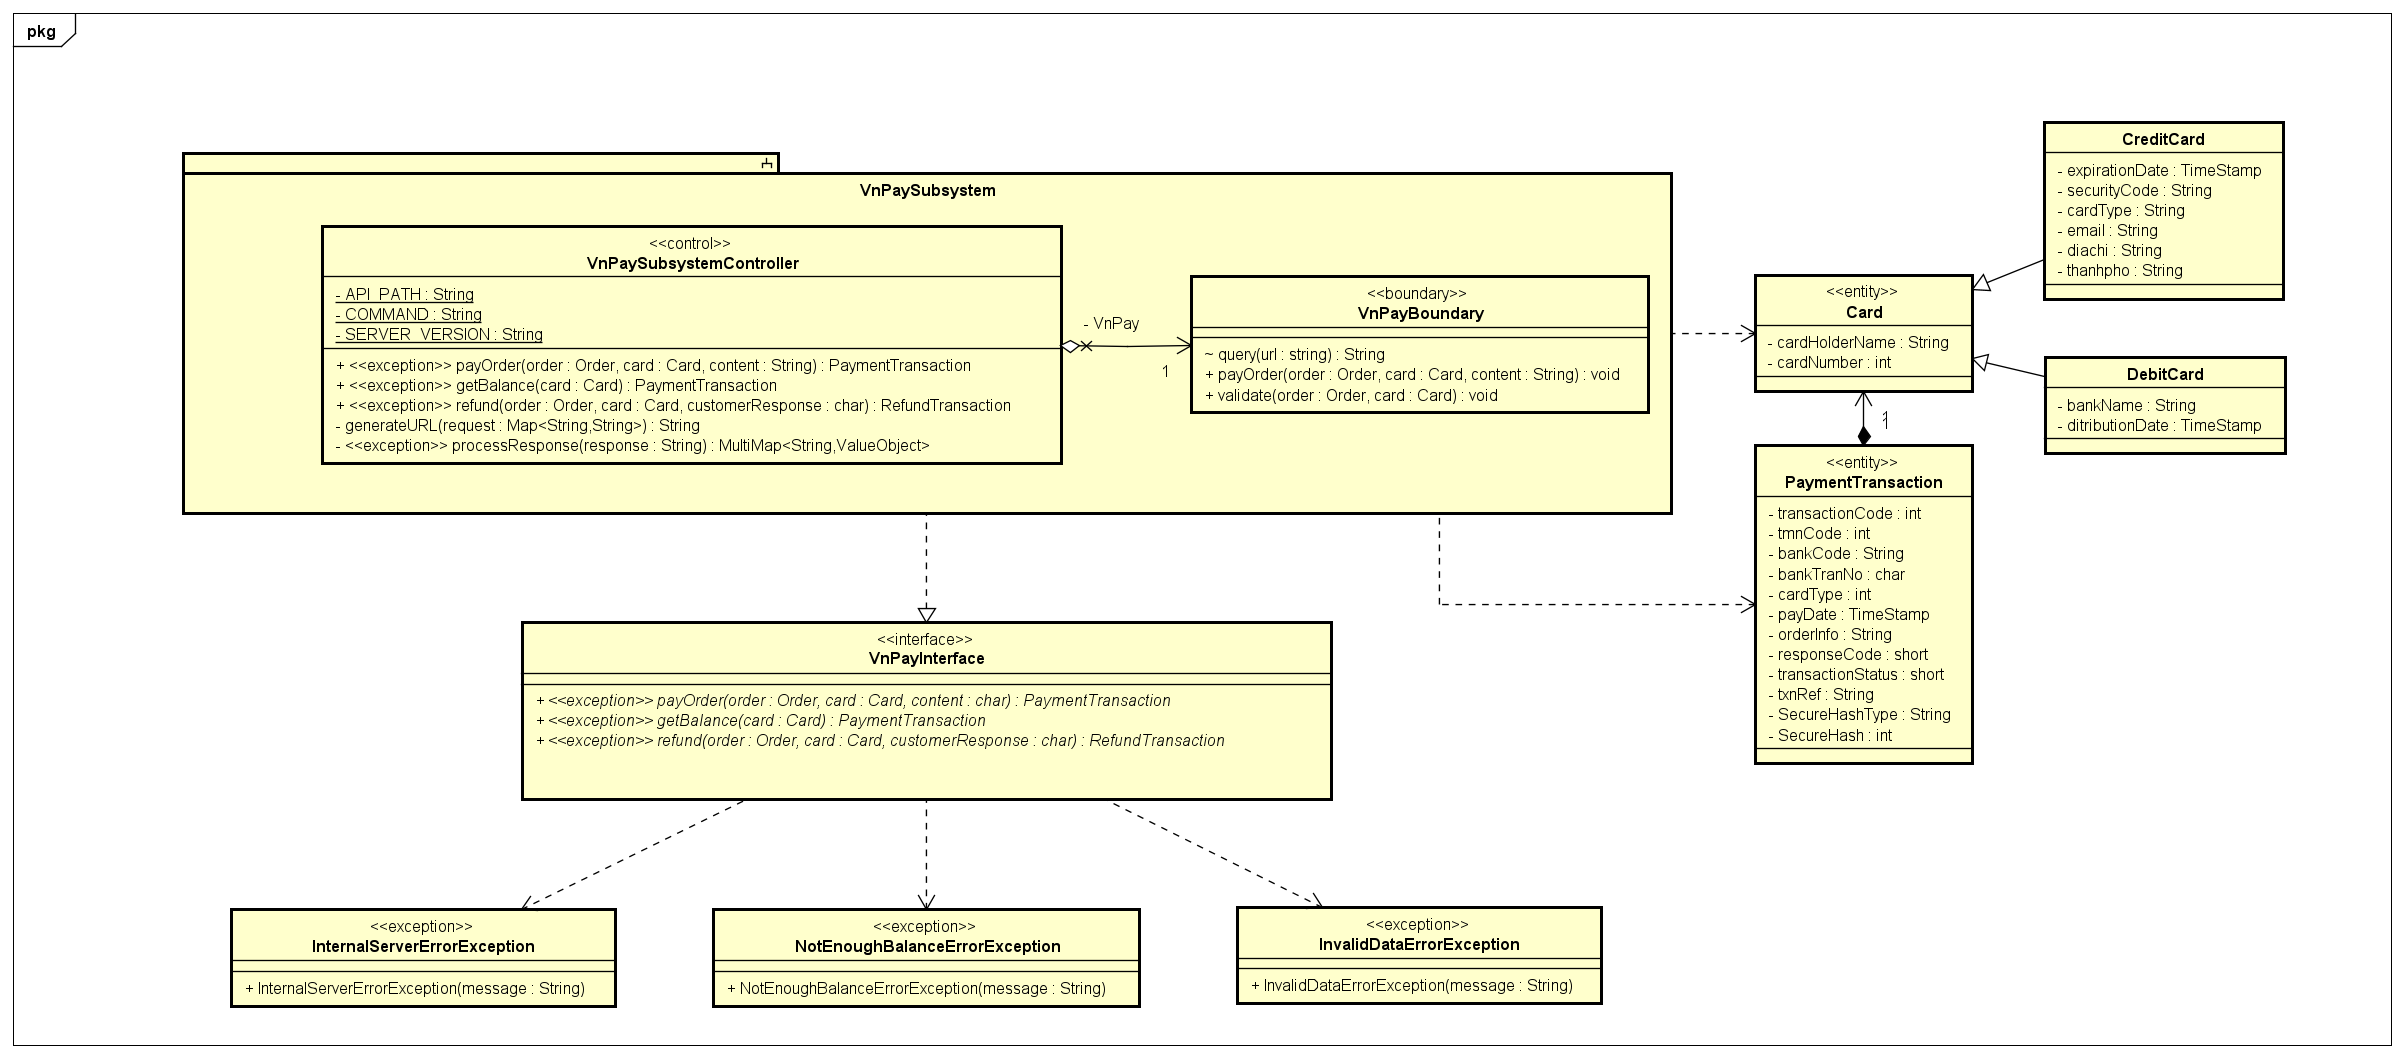 pkg
VnPaySubsystem
<<control>>
VnPaySubsystemController
- API_PATH : String
- COMMAND : String
- SERVER_VERSION : String
+ <<exception>> payOrder(order : Order, card : Card, content : String) : PaymentTransaction
+ <<exception>> getBalance(card : Card) : PaymentTransaction
+ <<exception>> refund(order : Order, card : Card, customerResponse : char) : RefundTransaction
- generateURL(request : Map<String,String>) : String
- <<exception>> processResponse(response : String) : MultiMap<String,ValueObject>
- VnPay
1
<<boundary>>
VnPayBoundary
~ query(url : string) : String
+ payOrder(order : Order, card : Card, content : String) : void
+ validate(order : Order, card : Card) : void
<<entity>>
Card
- cardHolderName : String
- cardNumber : int
CreditCard
- expirationDate : TimeStamp
- securityCode : String
- cardType : String
- email : String
- diachi : String
- thanhpho : String
DebitCard
- bankName : String
- ditributionDate : TimeStamp
1
<<entity>>
PaymentTransaction
- transactionCode : int
- tmnCode : int
- bankCode : String
- bankTranNo : char
- cardType : int
- payDate : TimeStamp
- orderInfo : String
- responseCode : short
- transactionStatus : short
- txnRef : String
- SecureHashType : String
- SecureHash : int
<<interface>>
VnPayInterface
+ <<exception>> payOrder(order : Order, card : Card, content : char) : PaymentTransaction
+ <<exception>> getBalance(card : Card) : PaymentTransaction
+ <<exception>> refund(order : Order, card : Card, customerResponse : char) : RefundTransaction
<<exception>>
InternalServerErrorException
+ InternalServerErrorException(message : String)
<<exception>>
NotEnoughBalanceErrorException
+ NotEnoughBalanceErrorException(message : String)
<<exception>>
InvalidDataErrorException
+ InvalidDataErrorException(message : String)